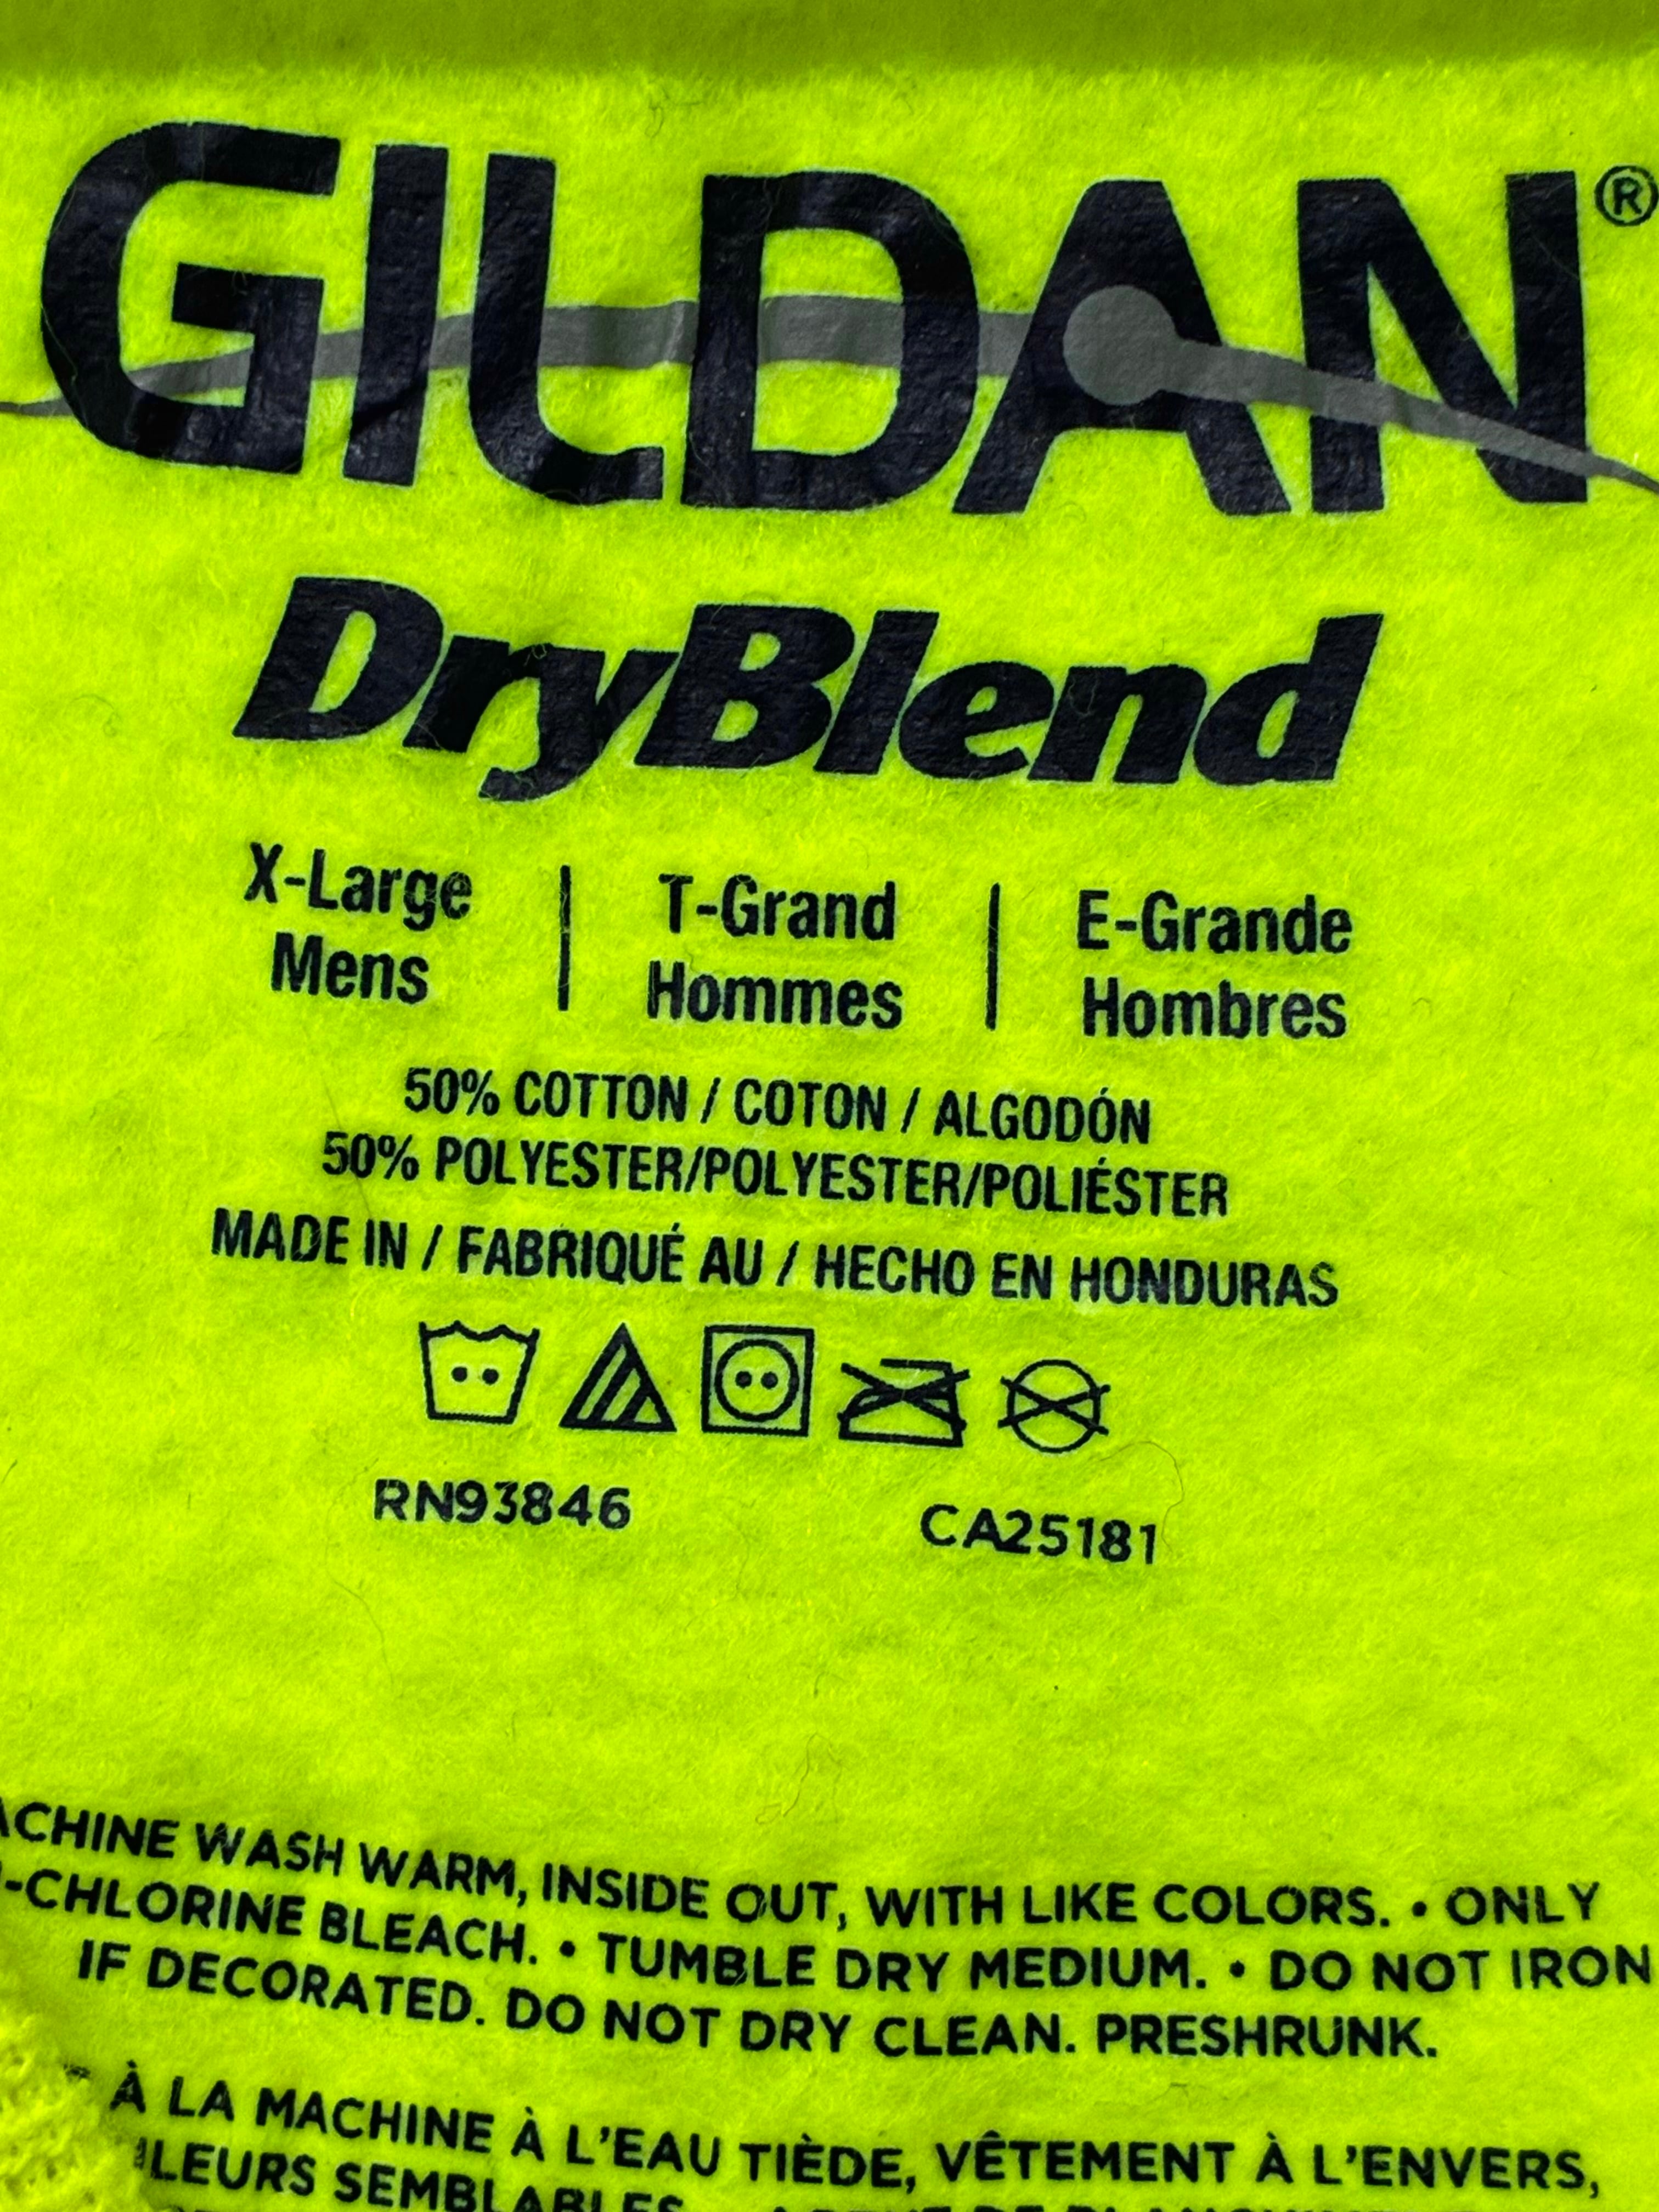 GILDAN®
DryBlend
X-Large | T-Grand | E-Grande
Mens | Hommes | Hombres
50% COTTON / COTON / ALGODÓN
50% POLYESTER/POLYESTER/POLIÉSTER
MADE IN / FABRIQUÉ AU / HECHO EN HONDURAS
RN93846 CA25181
ACHINE WASH WARM, INSIDE OUT, WITH LIKE COLORS. • ONLY
-CHLORINE BLEACH. • TUMBLE DRY MEDIUM. • DO NOT IRON
IF DECORATED. DO NOT DRY CLEAN. PRESHRUNK.
À LA MACHINE À L'EAU TIÈDE, VÊTEMENT À L'ENVERS,
LEURS SEMBLABLES